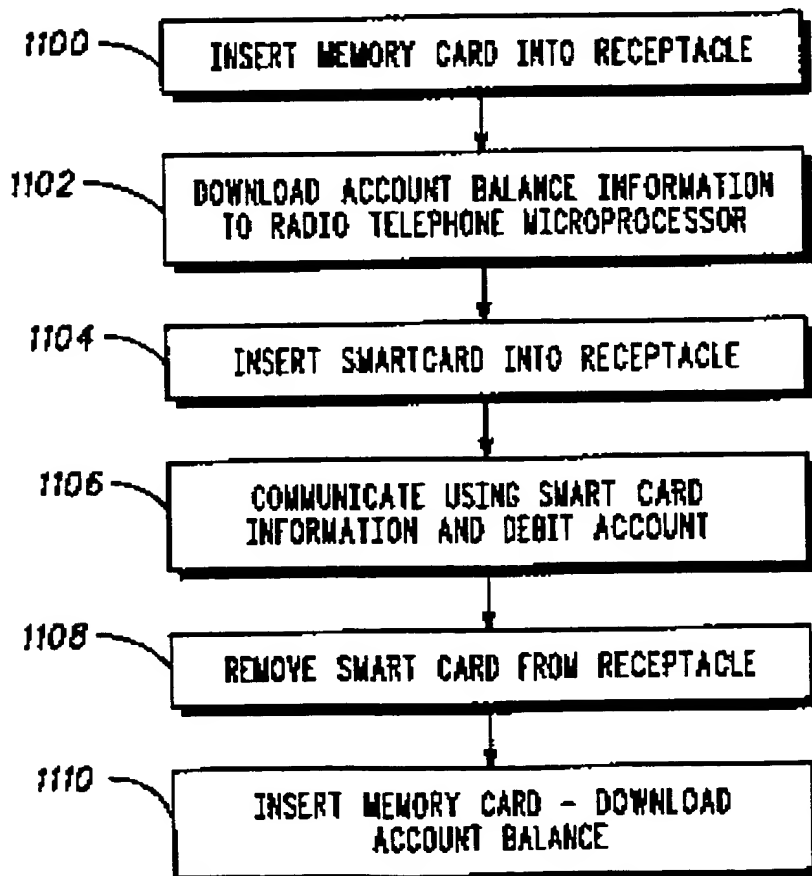 1100
INSERT MEMORY CARD INTO RECEPTACLE
1102
DOWNLOAD ACCOUNT BALANCE INFORMATION
TO RADIO TELEPHONE MICROPROCESSOR
1104
INSERT SMARTCARD INTO RECEPTACLE
1106
COMMUNICATE USING SMART CARD
INFORMATION AND DEBIT ACCOUNT
1108
REMOVE SMART CARD FROM RECEPTACLE
1110
INSERT MEMORY CARD - DOWNLOAD
ACCOUNT BALANCE